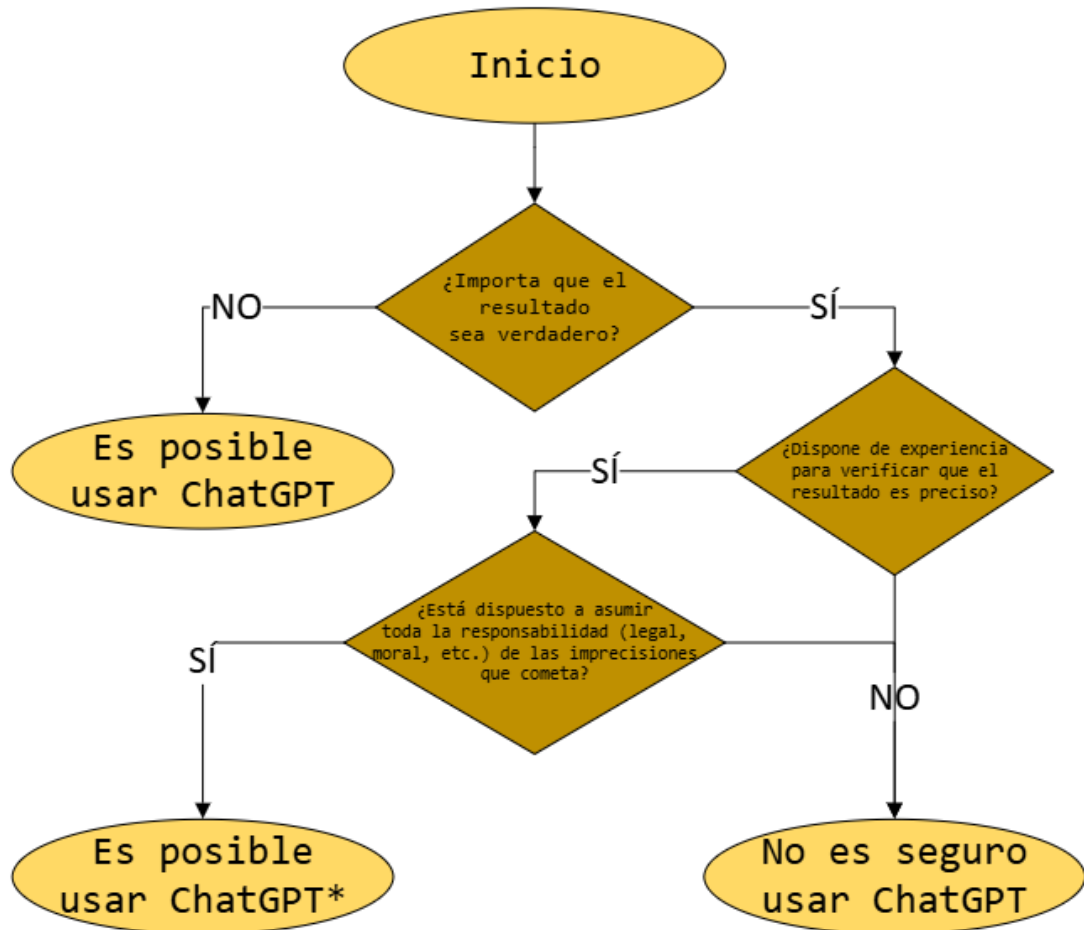 Inicio
¿Importa que el
resultado
sea verdadero?
NO
SÍ
Es posible
usar ChatGPT
¿Dispone de experiencia
para verificar que el
resultado es preciso?
SÍ
¿Está dispuesto a asumir
toda la responsabilidad (legal,
moral, etc.) de las imprecisiones
que cometa?
SÍ
NO
Es posible
usar ChatGPT*
No es seguro
usar ChatGPT